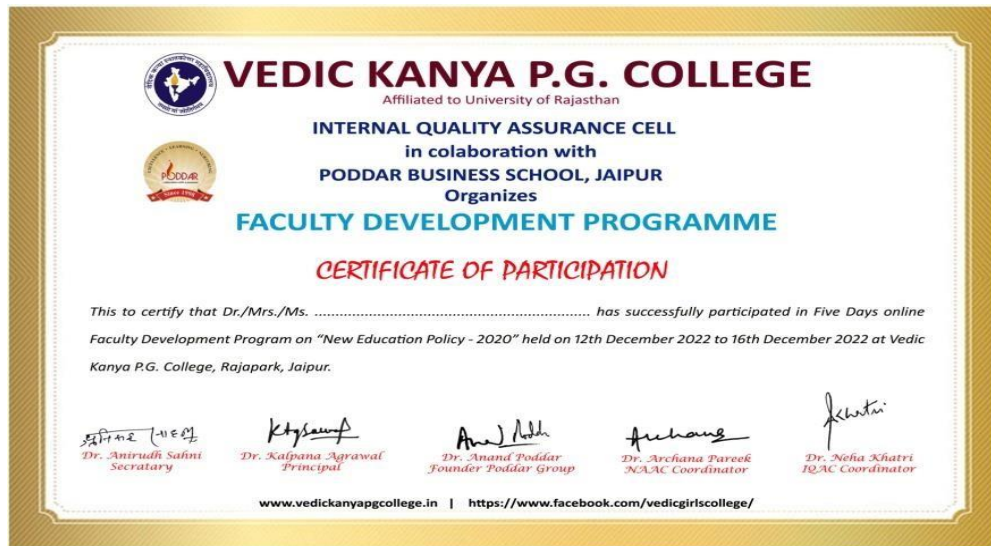 VEDIC KANYA P.G. COLLEGE
Affiliated to University of Rajasthan
INTERNAL QUALITY ASSURANCE CELL
in colaboration with
PODDAR
Since 1998
PODDAR BUSINESS SCHOOL, JAIPUR
Organizes
FACULTY DEVELOPMENT PROGRAMME
CERTIFICATE OF PARTICIPATION
This to certify that Dr./Mrs./Ms. ................................................................. has successfully participated in Five Days online
Faculty Development Program on “New Education Policy - 2020” held on 12th December 2022 to 16th December 2022 at Vedic
Kanya P.G. College, Rajapark, Jaipur.
Dr. Anirudh Sahni
Secratary
Dr. Kalpana Agrawal
Principal
Dr. Anand Poddar
Founder Poddar Group
Dr. Archana Pareek
NAAC Coordinator
Dr. Neha Khatri
IQAC Coordinator
www.vedickanyapgcollege.in | https://www.facebook.com/vedicgirlscollege/